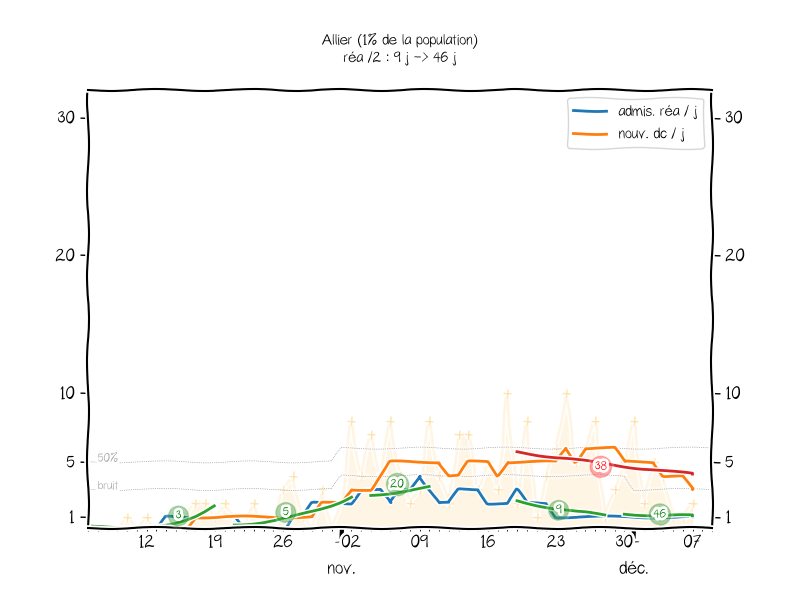 Allier (1% de la population)
réa /2 : 9 j -> 46 j
admis. réa / j
nouv. dc / j
30 30
20 20
10 10
50%
5 5
bruit
38
20
3 5 9 46
1 1
12 19 26 02 09 16 23 30 07
nov. déc.